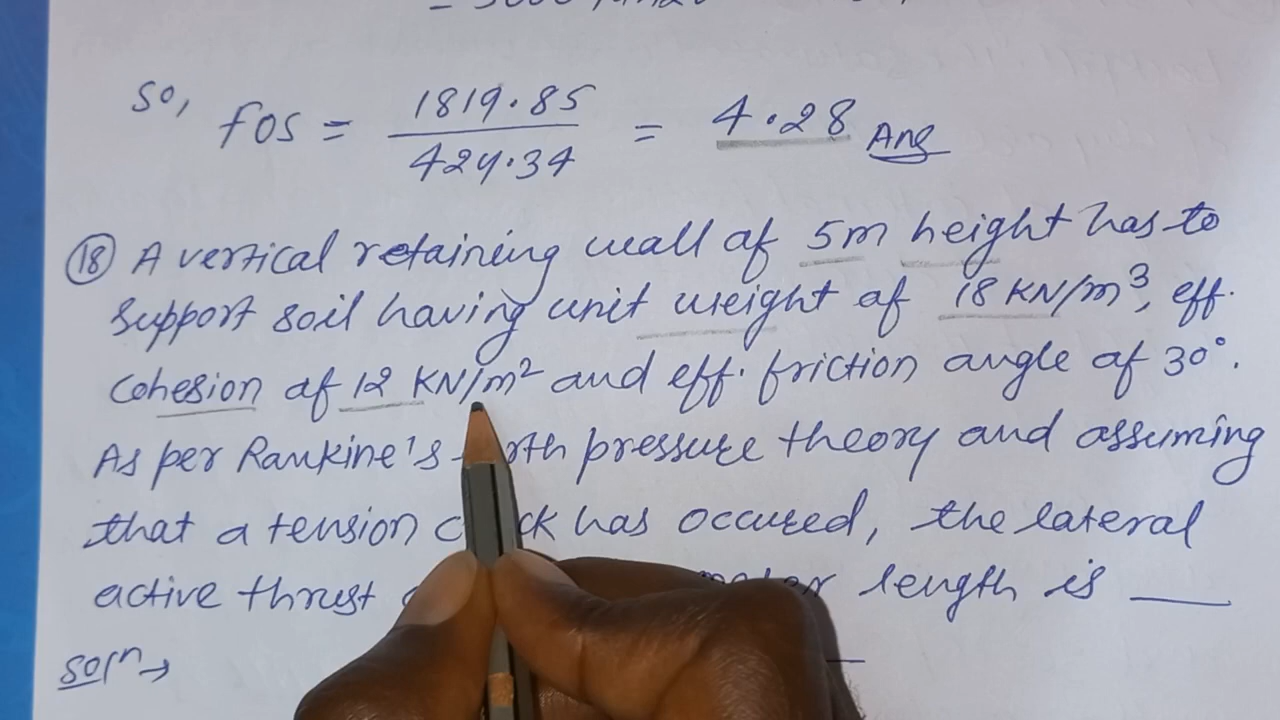 So, FOS = 1819.85 / 424.34 = 4.28 Ans
(18) A vertical retaining wall of 5m height has to
support soil having unit weight of 18 KN/m³, eff.
Cohesion of 12 KN/m² and eff. friction angle of 30°.
As per Rankine's pressure theory and assuming
that a tension has occured, the lateral
active thrust length is __
Solⁿ →